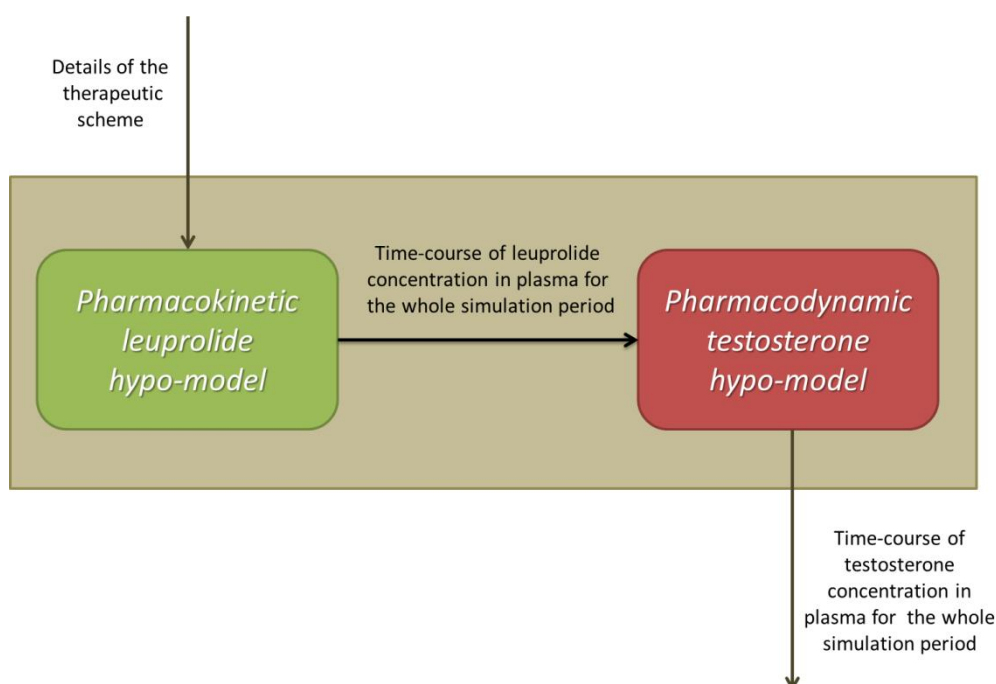 Details of the
therapeutic
scheme
Pharmacokinetic
leuprolide
hypo-model
Time-course of leuprolide
concentration in plasma for
the whole simulation period
Pharmacodynamic
testosterone
hypo-model
Time-course of
testosterone
concentration in
plasma for the whole
simulation period